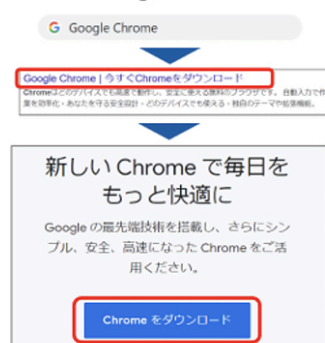 Google Chrome
Google Chrome | 今すぐChromeをダウンロード
Chromeはどのデバイスでも高速で動作し、安全に使える無料のブラウザです。自動入力で作
業を効率化・あなたを守る安全設計・どのデバイスでも使える・独自のテーマや拡張機能。
新しい Chrome で毎日を
もっと快適に
Google の最先端技術を搭載し、さらにシン
プル、安全、高速になった Chrome をご活
用ください。
Chrome をダウンロード